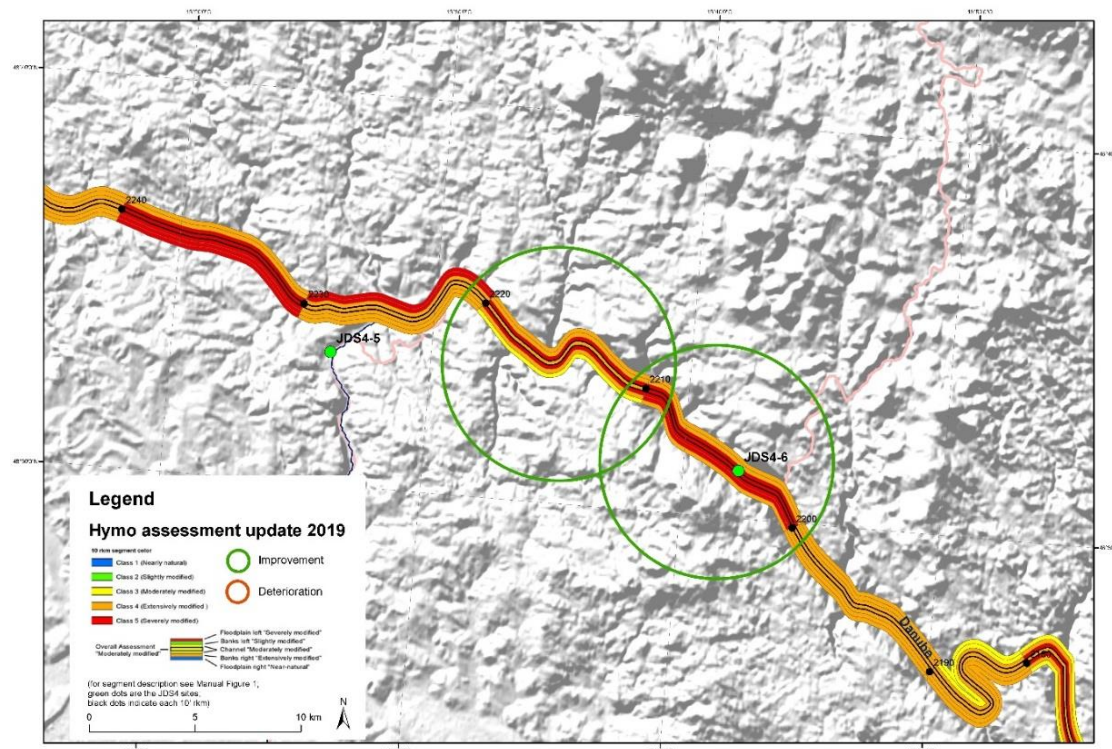 2240
2230
2220
JDS4-5
2210
JDS4-6
2200
Danube
2190
Legend
Hymo assessment update 2019
10 rkm segment color
Class 1 (Nearly natural)
Class 2 (Slightly modified)
Class 3 (Moderately modified)
Class 4 (Extensively modified )
Class 5 (Severely modified)
Improvement
Deterioration
Overall Assessment
"Moderately modified"
Floodplain left "Severely modified"
Banks left "Slightly modified"
Channel "Moderately modified"
Banks right "Extensively modified"
Floodplain right "Near-natural"
(for segment description see Manual Figure 1,
green dots are the JDS4 sites,
black dots indicate each 10' rkm)
N
0 5 10 km